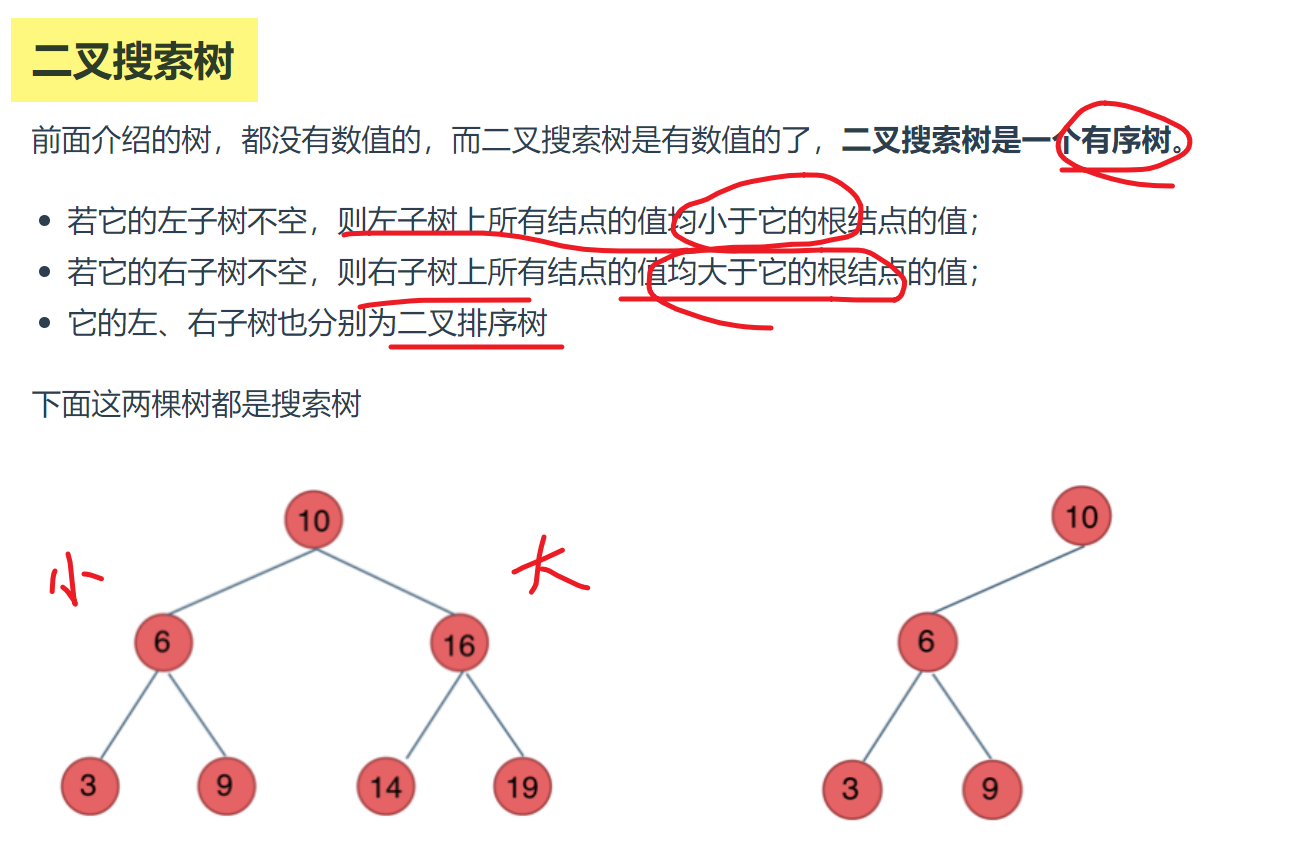 二叉搜索树
前面介绍的树，都没有数值的，而二叉搜索树是有数值的了，二叉搜索树是一个有序树。
若它的左子树不空，则左子树上所有结点的值均小于它的根结点的值；
若它的右子树不空，则右子树上所有结点的值均大于它的根结点的值；
它的左、右子树也分别为二叉排序树
下面这两棵树都是搜索树
10 10
小 大
6 16 6
3 9 14 19 3 9